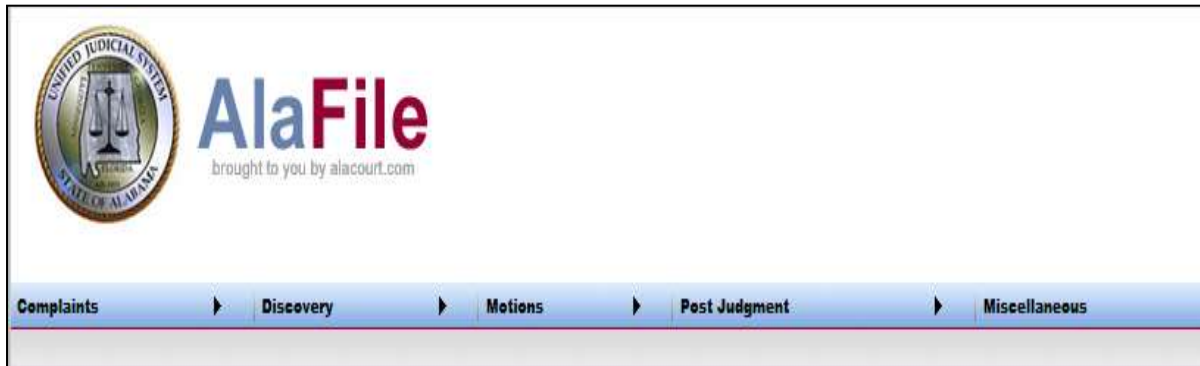 UNIFIED JUDICIAL SYSTEM
STATE OF ALABAMA
AlaFile
brought to you by alacourt.com
Complaints Discovery Motions Post Judgment Miscellaneous